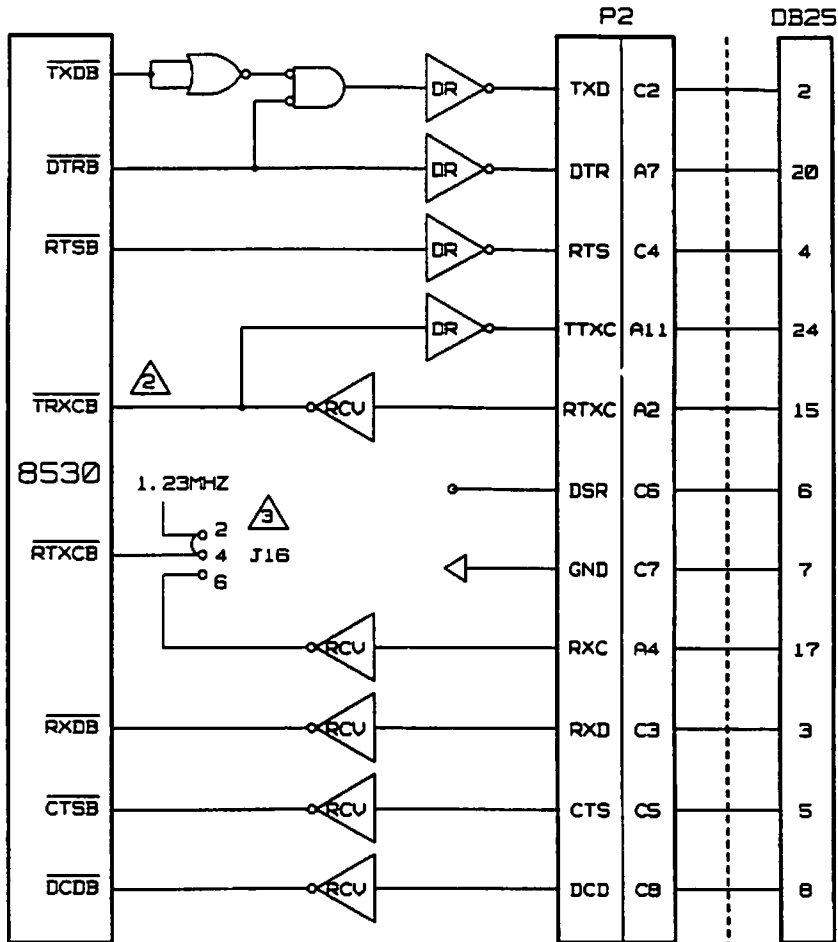 P2 DB25
TXDB DR TXD C2 2
DTRB DR DTR A7 20
RTSB DR RTS C4 4
DR TTXC A11 24
2
TRXCB RCV RTXC A2 15
8530
1.23MHZ DSR C6 6
3
2
RTXCB 4 J16
6
GND C7 7
RCV RXC A4 17
RXDB RCV RXD C3 3
CTSB RCV CTS C5 5
DCDB RCV DCD C8 8